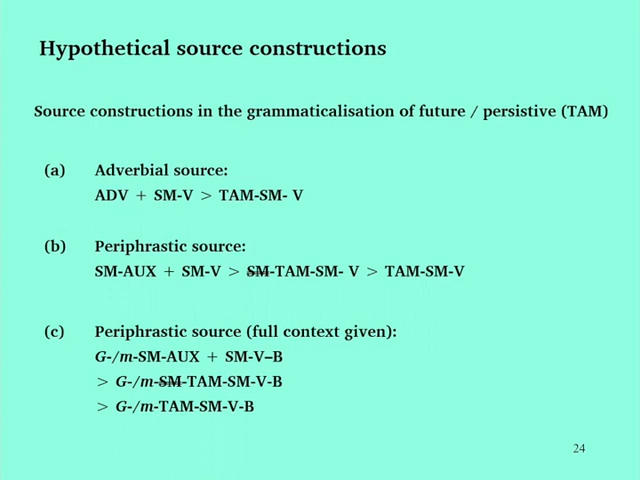 Hypothetical source constructions
Source constructions in the grammaticalisation of future / persistive (TAM)
(a) Adverbial source:
ADV + SM-V > TAM-SM- V
(b) Periphrastic source:
SM-AUX + SM-V > SM-TAM-SM- V > TAM-SM-V
(c) Periphrastic source (full context given):
G-/m-SM-AUX + SM-V–B
> G-/m-SM-TAM-SM-V-B
> G-/m-TAM-SM-V-B
24